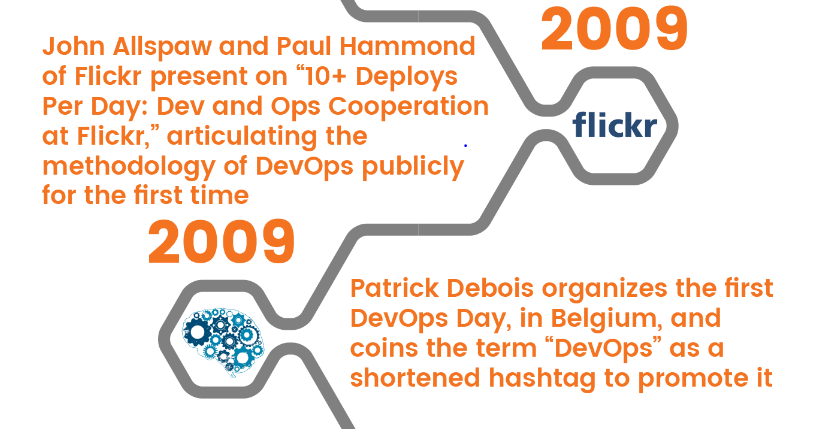 2009
John Allspaw and Paul Hammond
of Flickr present on “10+ Deploys
Per Day: Dev and Ops Cooperation
at Flickr,” articulating the
methodology of DevOps publicly
for the first time
flickr
2009
Patrick Debois organizes the first
DevOps Day, in Belgium, and
coins the term “DevOps” as a
shortened hashtag to promote it